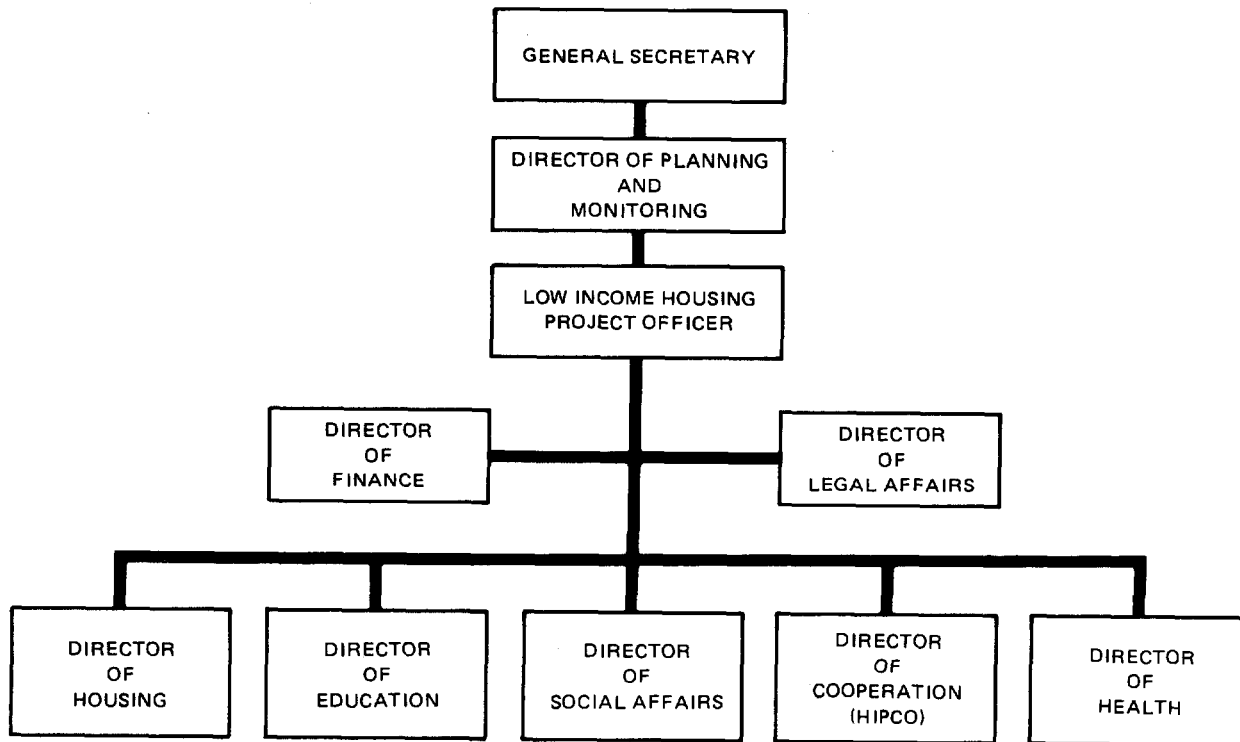 GENERAL SECRETARY
DIRECTOR OF PLANNING
AND
MONITORING
LOW INCOME HOUSING
PROJECT OFFICER
DIRECTOR
OF
FINANCE
DIRECTOR
OF
LEGAL AFFAIRS
DIRECTOR
OF
HOUSING
DIRECTOR
OF
EDUCATION
DIRECTOR
OF
SOCIAL AFFAIRS
DIRECTOR
OF
COOPERATION
(HIPCO)
DIRECTOR
OF
HEALTH